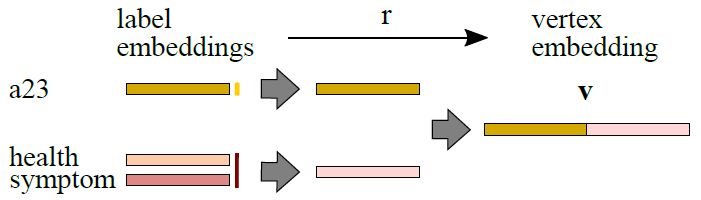 label
embeddings
r
vertex
embedding
a23
v
health
symptom